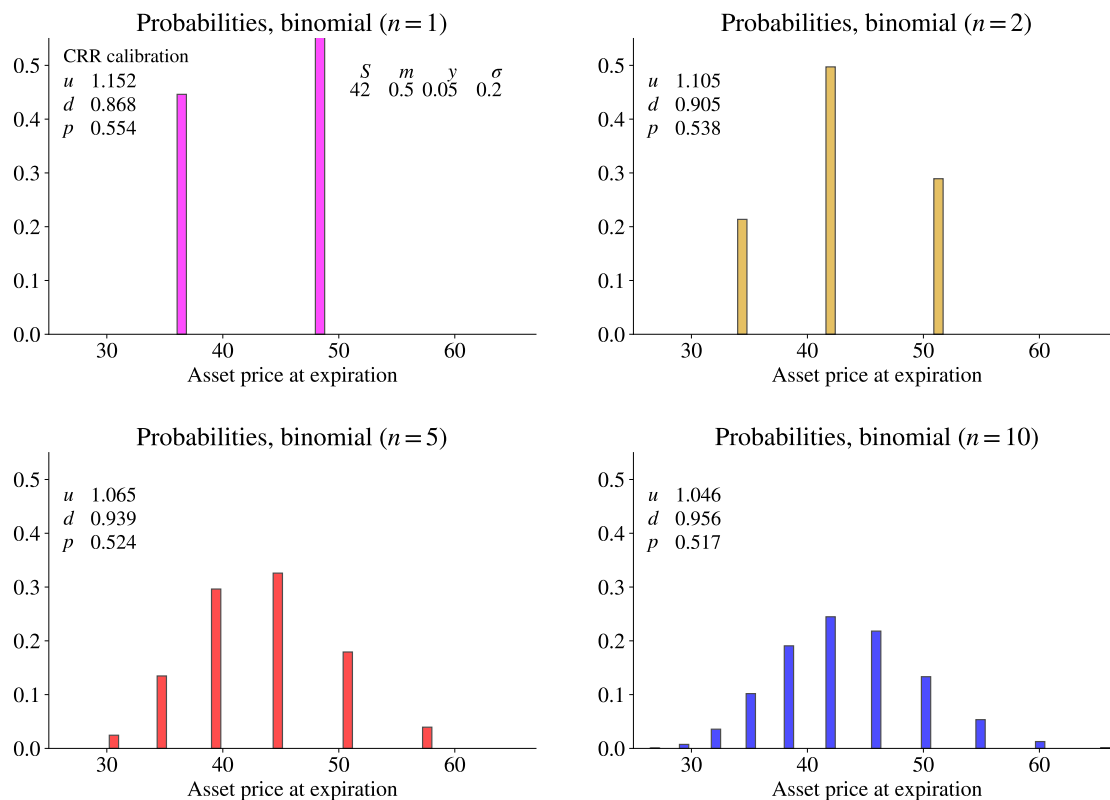 Probabilities, binomial (n = 1)
CRR calibration
u 1.152
d 0.868
p 0.554
S m y σ
42 0.5 0.05 0.2
0.5
0.4
0.3
0.2
0.1
0.0
30 40 50 60
Asset price at expiration
Probabilities, binomial (n = 2)
u 1.105
d 0.905
p 0.538
0.5
0.4
0.3
0.2
0.1
0.0
30 40 50 60
Asset price at expiration
Probabilities, binomial (n = 5)
u 1.065
d 0.939
p 0.524
0.5
0.4
0.3
0.2
0.1
0.0
30 40 50 60
Asset price at expiration
Probabilities, binomial (n = 10)
u 1.046
d 0.956
p 0.517
0.5
0.4
0.3
0.2
0.1
0.0
30 40 50 60
Asset price at expiration